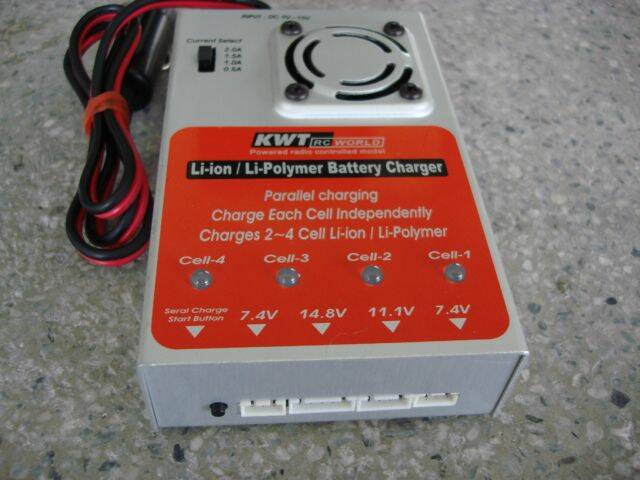 INPUT : DC 11V~15V
Current Select
2.0A
1.5A
1.0A
0.5A
KWT RC WORLD
Powered radio controlled model
Li-ion / Li-Polymer Battery Charger
Parallel charging
Charge Each Cell Independently
Charges 2~4 Cell Li-ion / Li-Polymer
Cell-4 Cell-3 Cell-2 Cell-1
Seral Charge
Start Button
7.4V 14.8V 11.1V 7.4V